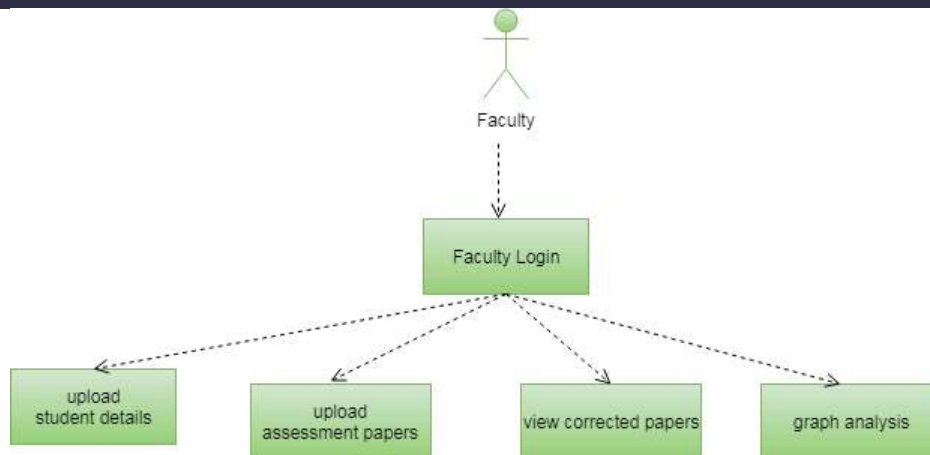 Faculty
Faculty Login
upload
student details
upload
assessment papers
view corrected papers
graph analysis